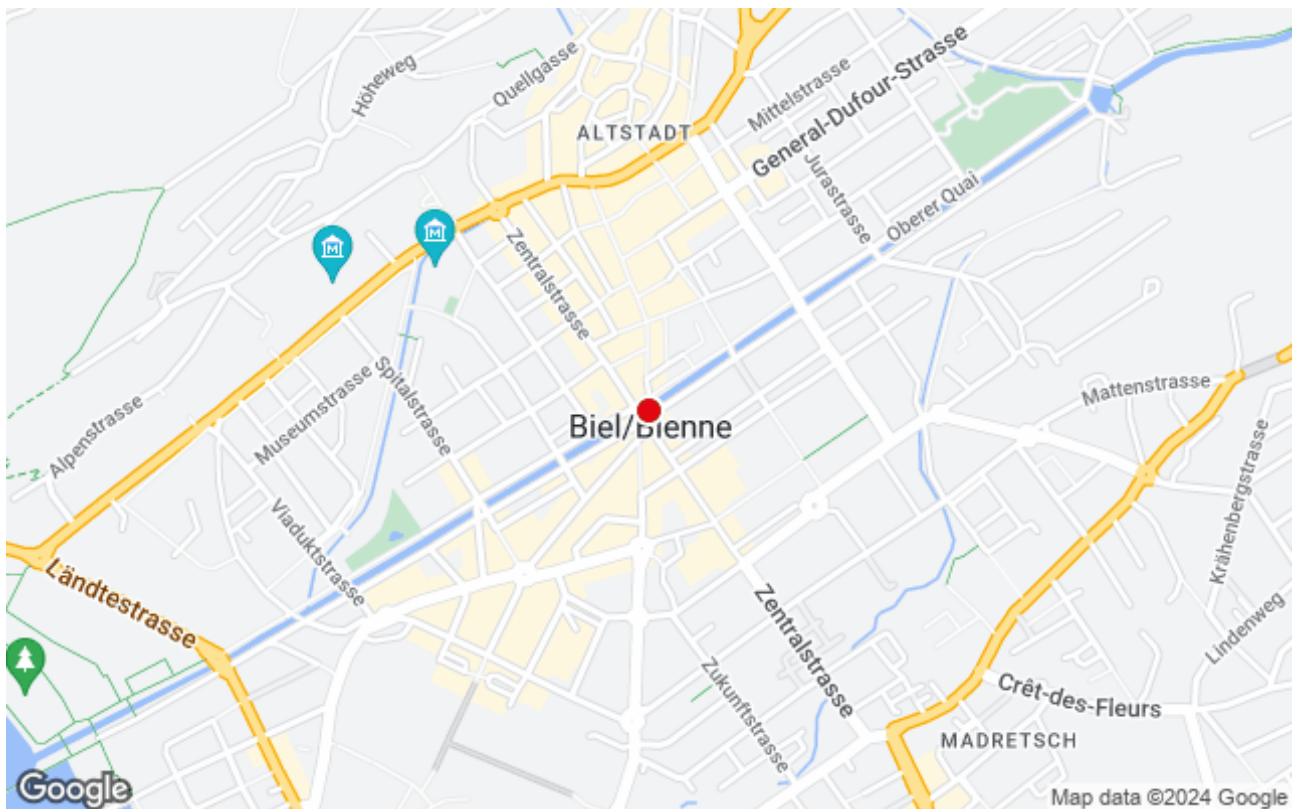 Höheweg
Quellgasse
ALTSTADT
Mittelstrasse
General-Dufour-Strasse
Jurastrasse
Oberer Quai
M
M
Zentralstrasse
Spitalstrasse
Museumstrasse
Alpenstrasse
Mattenstrasse
Biel/Bienne
Krähenbergstrasse
Viaduktstrasse
Ländtestrasse
Zentralstrasse
Lindenweg
Zukunftstrasse
Crêt-des-Fleurs
MADRETSCH
Google
Map data ©2024 Google